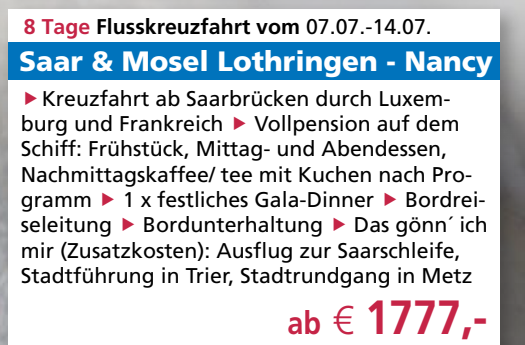 8 Tage Flusskreuzfahrt vom 07.07.-14.07.
Saar & Mosel Lothringen - Nancy
▶ Kreuzfahrt ab Saarbrücken durch Luxem-
burg und Frankreich ▶ Vollpension auf dem
Schiff: Frühstück, Mittag- und Abendessen,
Nachmittagskaffee/ tee mit Kuchen nach Pro-
gramm ▶ 1 x festliches Gala-Dinner ▶ Bordrei-
seleitung ▶ Bordunterhaltung ▶ Das gönn´ ich
mir (Zusatzkosten): Ausflug zur Saarschleife,
Stadtführung in Trier, Stadtrundgang in Metz
ab € 1777,-